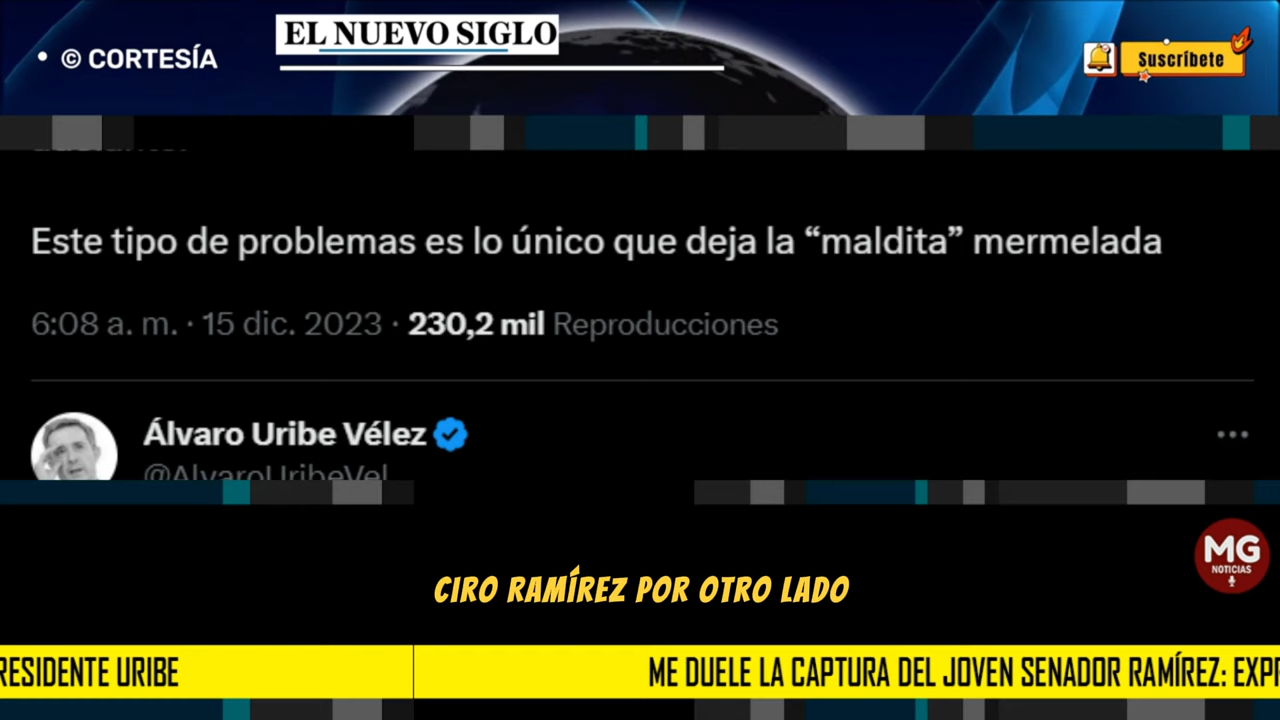 • © CORTESÍA
EL NUEVO SIGLO
Suscríbete
Este tipo de problemas es lo único que deja la “maldita” mermelada
6:08 a. m. · 15 dic. 2023 · 230,2 mil Reproducciones
Álvaro Uribe Vélez
@AlvaroUribeVel
MG
NOTICIAS
CIRO RAMÍREZ POR OTRO LADO
RESIDENTE URIBE
ME DUELE LA CAPTURA DEL JOVEN SENADOR RAMÍREZ: EXP